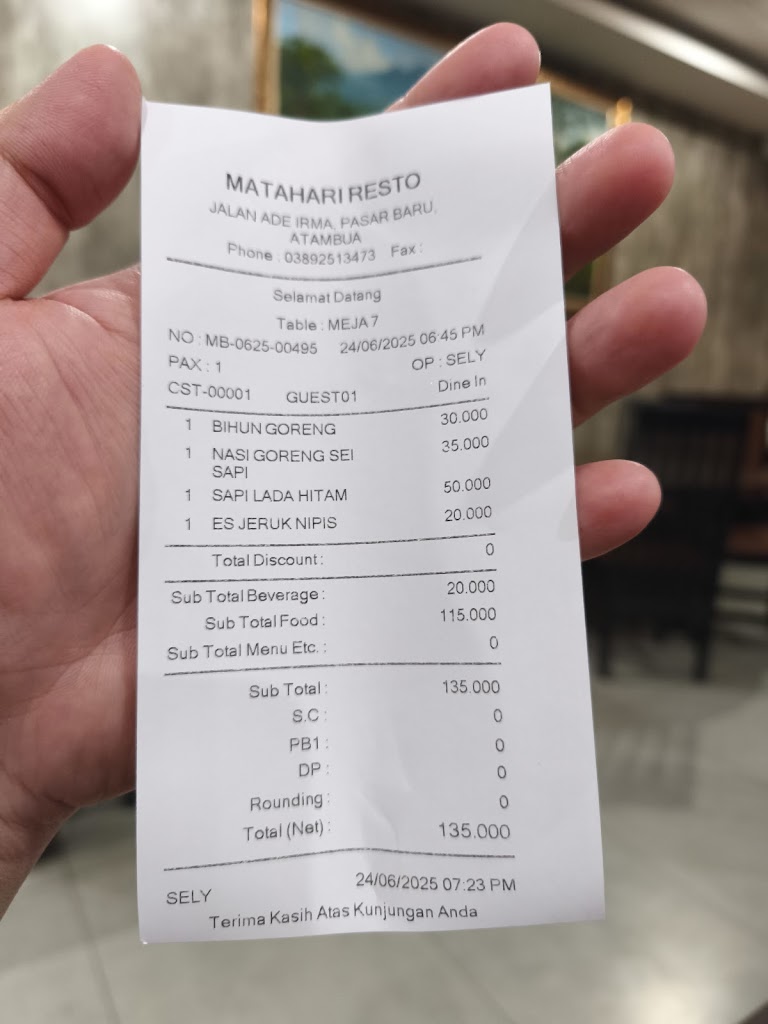 MATAHARI RESTO
JALAN ADE IRMA, PASAR BARU,
ATAMBUA
Phone : 03892513473 Fax :
Selamat Datang
Table : MEJA 7
NO : MB-0625-00495 24/06/2025 06:45 PM
PAX : 1 OP : SELY
CST-00001 GUEST01 Dine In
1 BIHUN GORENG 30.000
1 NASI GORENG SEI 35.000
SAPI
1 SAPI LADA HITAM 50.000
1 ES JERUK NIPIS 20.000
Total Discount : 0
Sub Total Beverage : 20.000
Sub Total Food : 115.000
Sub Total Menu Etc. : 0
Sub Total : 135.000
S.C : 0
PB1 : 0
DP : 0
Rounding : 0
Total (Net) : 135.000
SELY 24/06/2025 07:23 PM
Terima Kasih Atas Kunjungan Anda